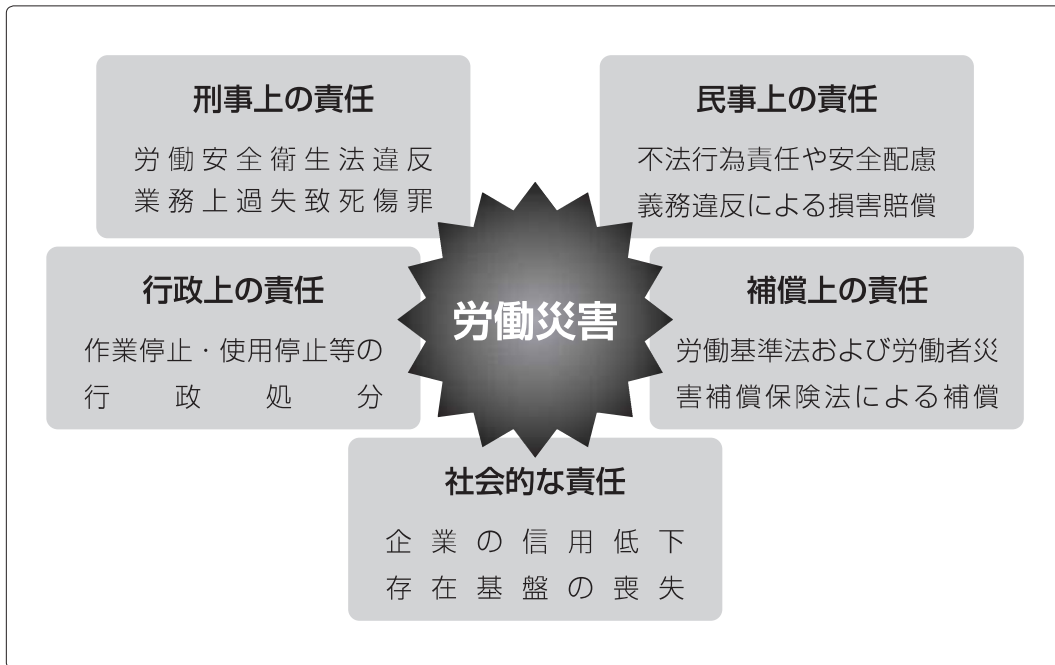 刑事上の責任
労働安全衛生法違反
業務上過失致死傷罪
民事上の責任
不法行為責任や安全配慮
義務違反による損害賠償
行政上の責任
作業停止・使用停止等の
行政処分
労働災害
補償上の責任
労働基準法および労働者災
害補償保険法による補償
社会的な責任
企業の信用低下
存在基盤の喪失